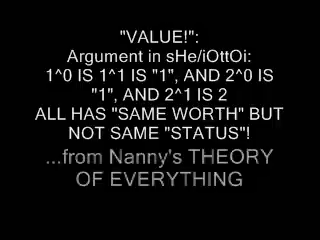 "VALUE!":
Argument in sHe/iOttOi:
1^0 IS 1^1 IS "1", AND 2^0 IS
"1", AND 2^1 IS 2
ALL HAS "SAME WORTH" BUT
NOT SAME "STATUS"!
...from Nanny's THEORY
OF EVERYTHING